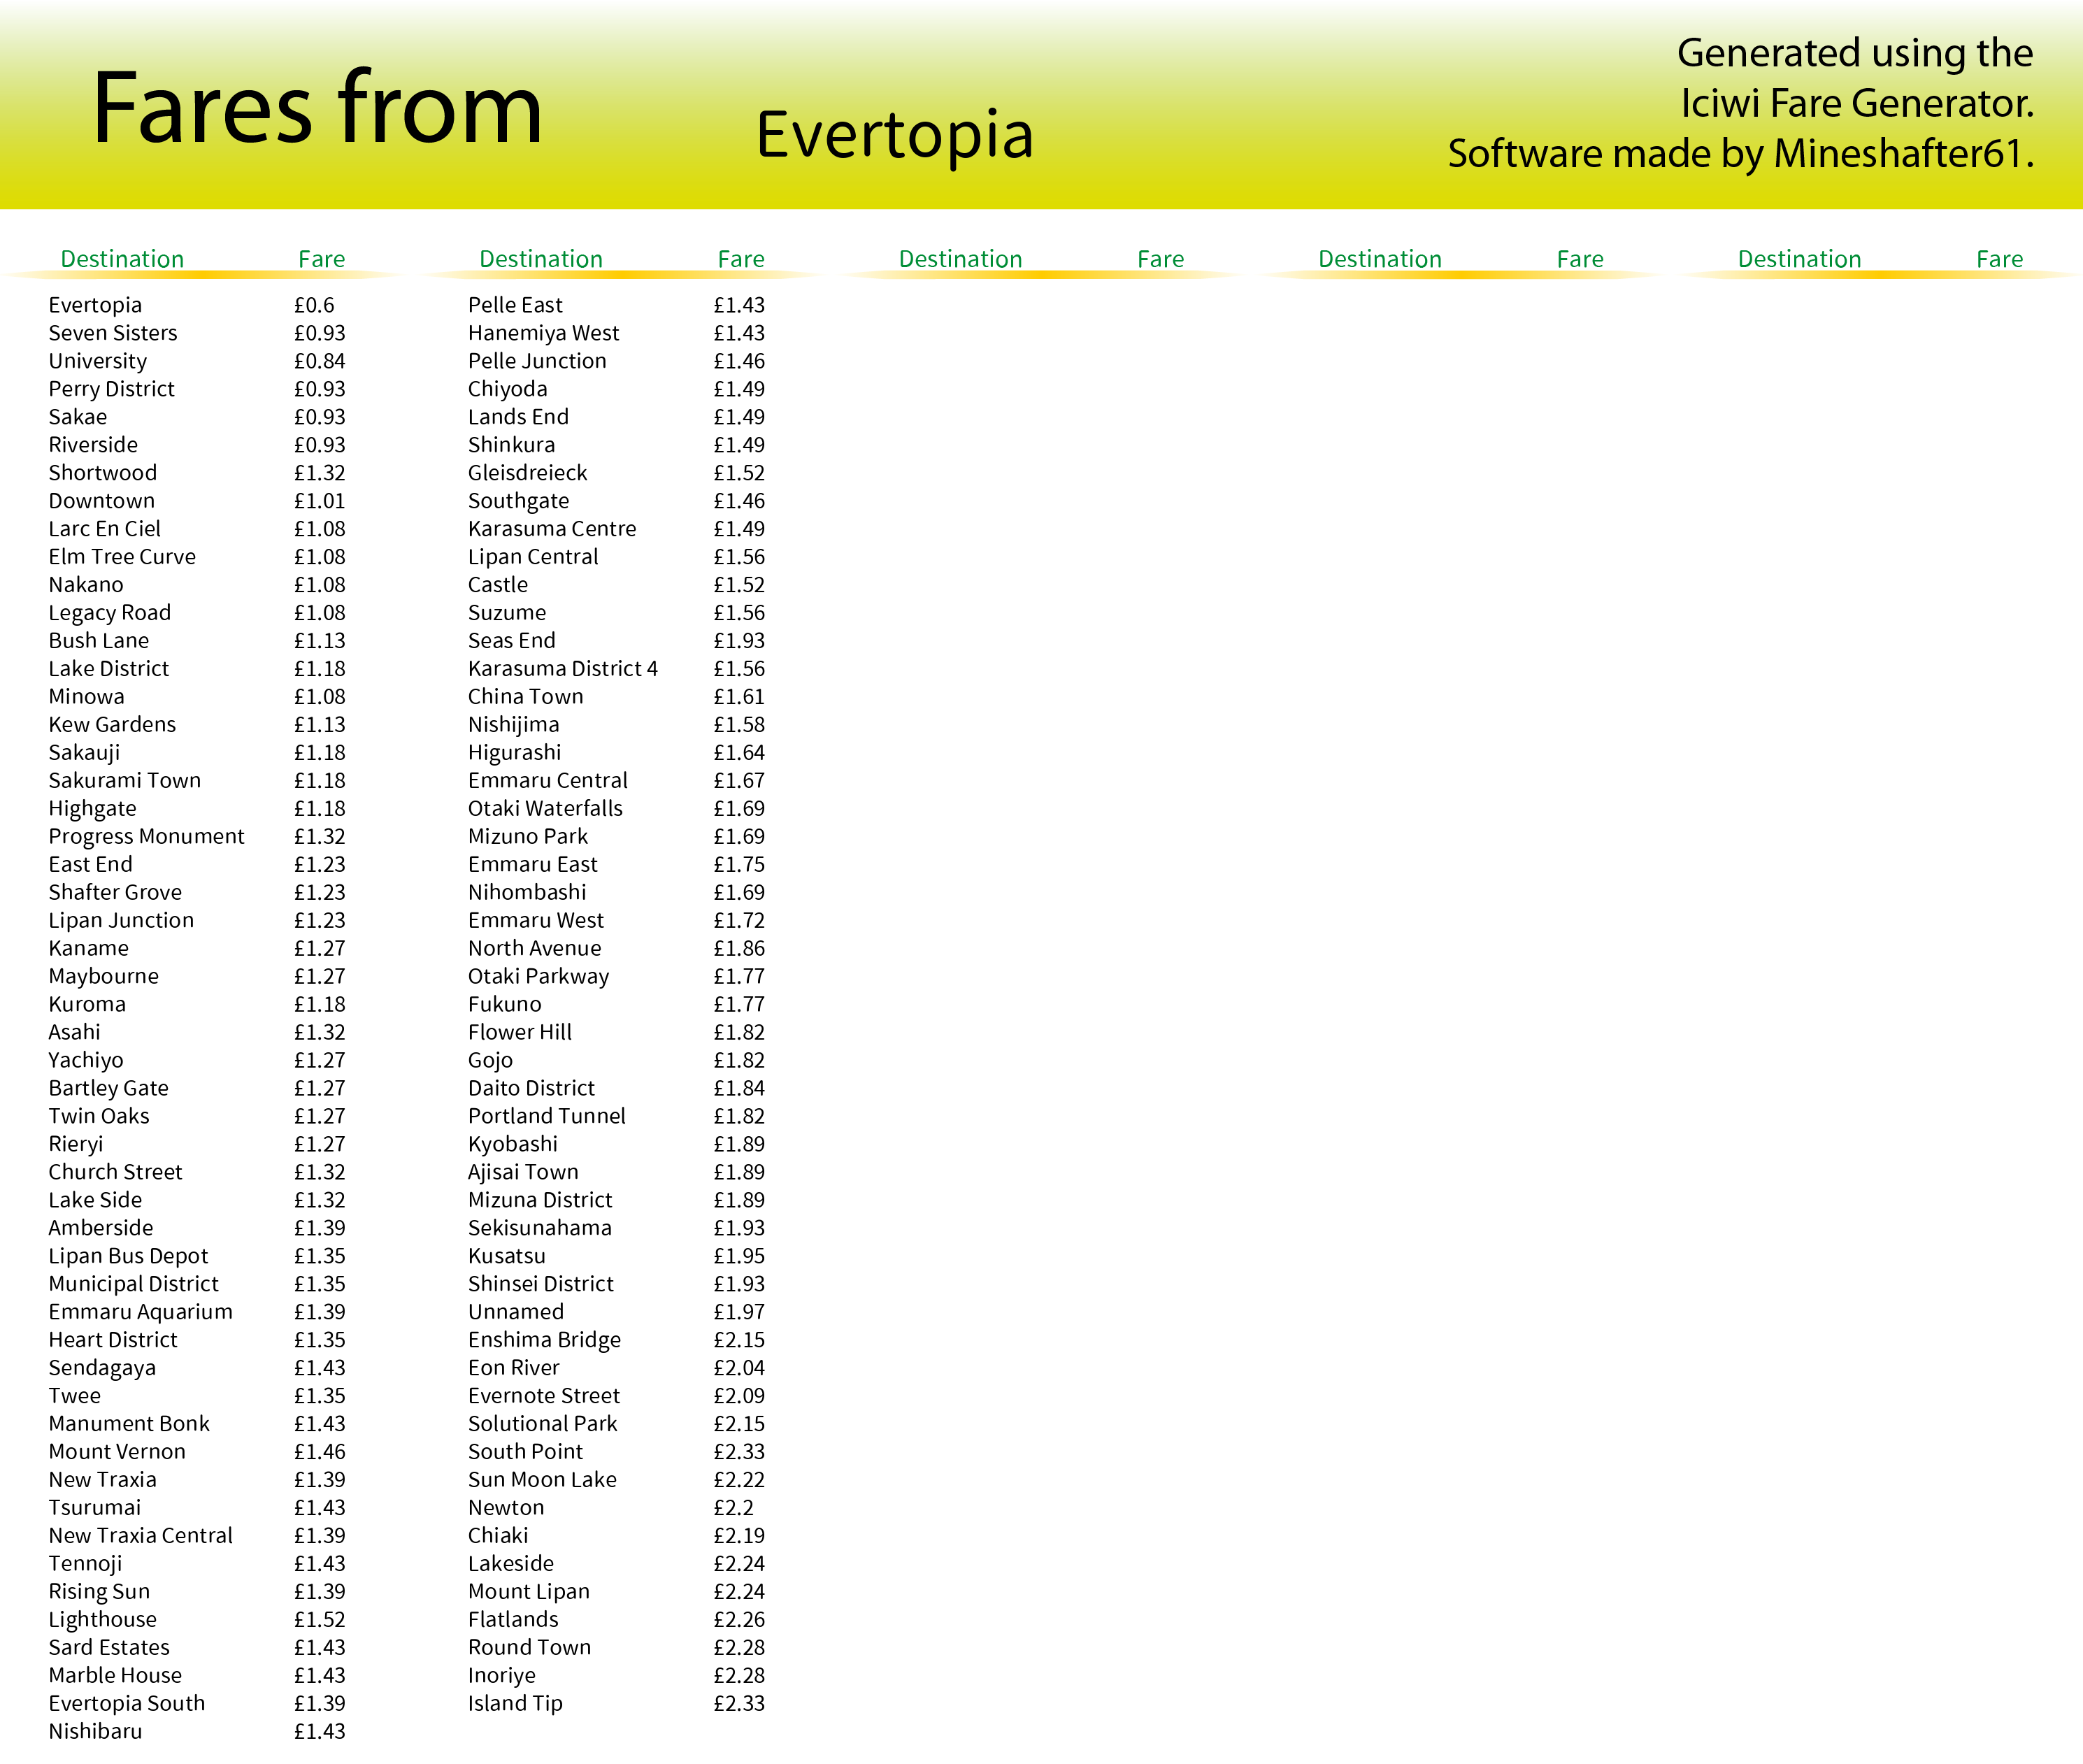 Fares from
Evertopia
Generated using the
Iciwi Fare Generator.
Software made by Mineshafter61.
Destination Fare Destination Fare Destination Fare Destination Fare Destination Fare
Evertopia £0.6
Seven Sisters £0.93
University £0.84
Perry District £0.93
Sakae £0.93
Riverside £0.93
Shortwood £1.32
Downtown £1.01
Larc En Ciel £1.08
Elm Tree Curve £1.08
Nakano £1.08
Legacy Road £1.08
Bush Lane £1.13
Lake District £1.18
Minowa £1.08
Kew Gardens £1.13
Sakauji £1.18
Sakurami Town £1.18
Highgate £1.18
Progress Monument £1.32
East End £1.23
Shafter Grove £1.23
Lipan Junction £1.23
Kaname £1.27
Maybourne £1.27
Kuroma £1.18
Asahi £1.32
Yachiyo £1.27
Bartley Gate £1.27
Twin Oaks £1.27
Rieryi £1.27
Church Street £1.32
Lake Side £1.32
Amberside £1.39
Lipan Bus Depot £1.35
Municipal District £1.35
Emmaru Aquarium £1.39
Heart District £1.35
Sendagaya £1.43
Twee £1.35
Manument Bonk £1.43
Mount Vernon £1.46
New Traxia £1.39
Tsurumai £1.43
New Traxia Central £1.39
Tennoji £1.43
Rising Sun £1.39
Lighthouse £1.52
Sard Estates £1.43
Marble House £1.43
Evertopia South £1.39
Nishibaru £1.43
Pelle East £1.43
Hanemiya West £1.43
Pelle Junction £1.46
Chiyoda £1.49
Lands End £1.49
Shinkura £1.49
Gleisdreieck £1.52
Southgate £1.46
Karasuma Centre £1.49
Lipan Central £1.56
Castle £1.52
Suzume £1.56
Seas End £1.93
Karasuma District 4 £1.56
China Town £1.61
Nishijima £1.58
Higurashi £1.64
Emmaru Central £1.67
Otaki Waterfalls £1.69
Mizuno Park £1.69
Emmaru East £1.75
Nihombashi £1.69
Emmaru West £1.72
North Avenue £1.86
Otaki Parkway £1.77
Fukuno £1.77
Flower Hill £1.82
Gojo £1.82
Daito District £1.84
Portland Tunnel £1.82
Kyobashi £1.89
Ajisai Town £1.89
Mizuna District £1.89
Sekisunahama £1.93
Kusatsu £1.95
Shinsei District £1.93
Unnamed £1.97
Enshima Bridge £2.15
Eon River £2.04
Evernote Street £2.09
Solutional Park £2.15
South Point £2.33
Sun Moon Lake £2.22
Newton £2.2
Chiaki £2.19
Lakeside £2.24
Mount Lipan £2.24
Flatlands £2.26
Round Town £2.28
Inoriye £2.28
Island Tip £2.33